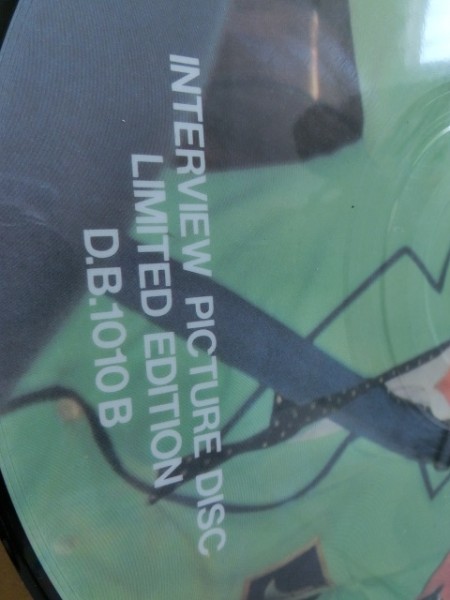 INTERVIEW PICTURE DISC
LIMITED EDITION
D.B.1010 B